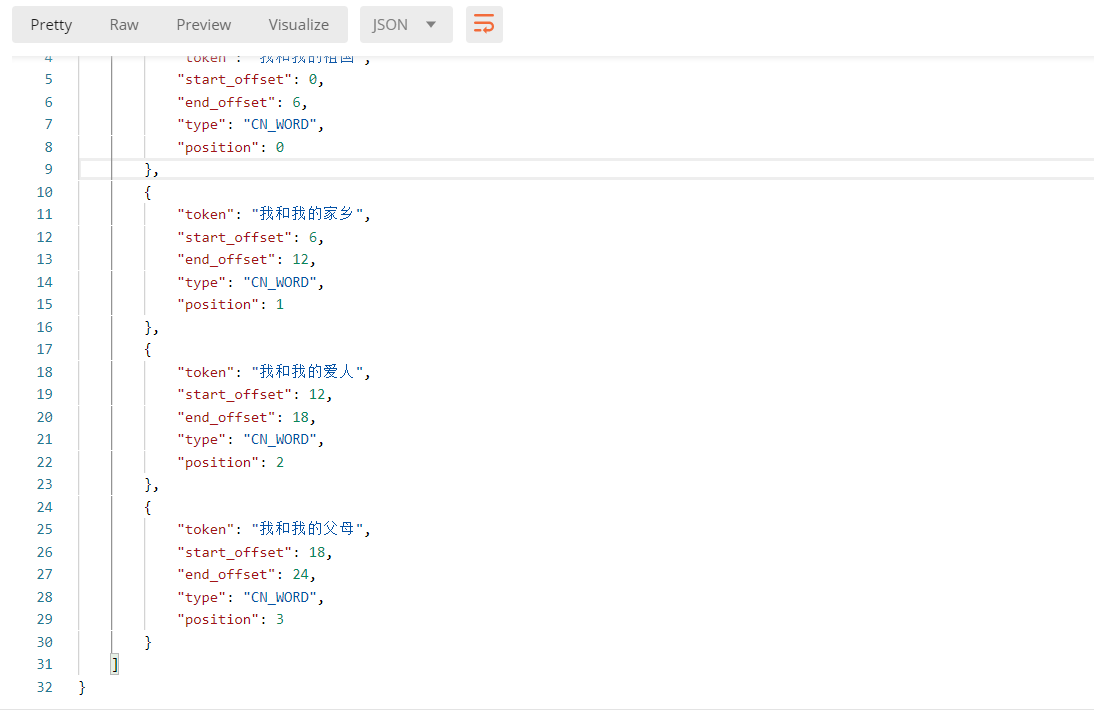 Pretty Raw Preview Visualize JSON
4 "token": "我和我的祖国",
5 "start_offset": 0,
6 "end_offset": 6,
7 "type": "CN_WORD",
8 "position": 0
9 },
10 {
11 "token": "我和我的家乡",
12 "start_offset": 6,
13 "end_offset": 12,
14 "type": "CN_WORD",
15 "position": 1
16 },
17 {
18 "token": "我和我的爱人",
19 "start_offset": 12,
20 "end_offset": 18,
21 "type": "CN_WORD",
22 "position": 2
23 },
24 {
25 "token": "我和我的父母",
26 "start_offset": 18,
27 "end_offset": 24,
28 "type": "CN_WORD",
29 "position": 3
30 }
31 ]
32 }